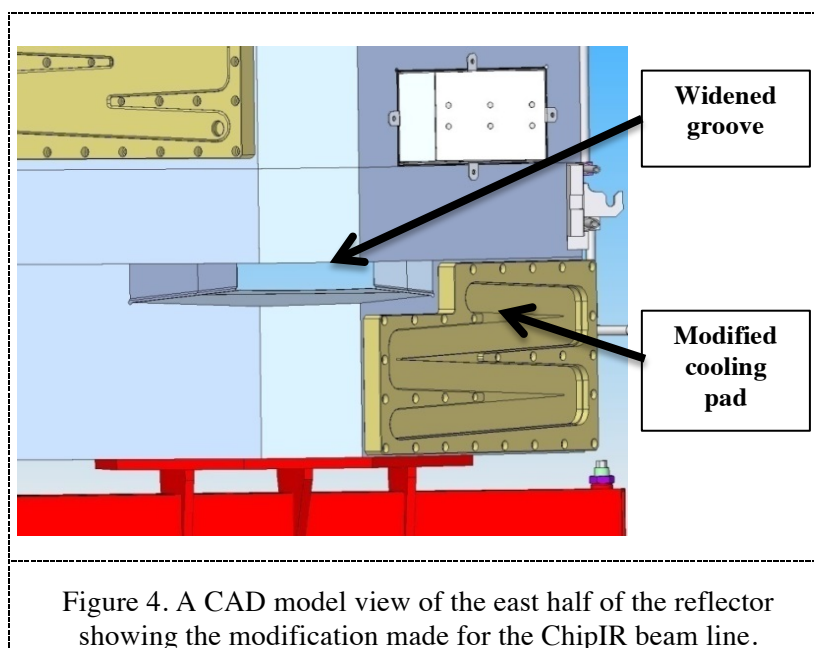 Widened
groove
Modified
cooling
pad
Figure 4. A CAD model view of the east half of the reflector
showing the modification made for the ChipIR beam line.